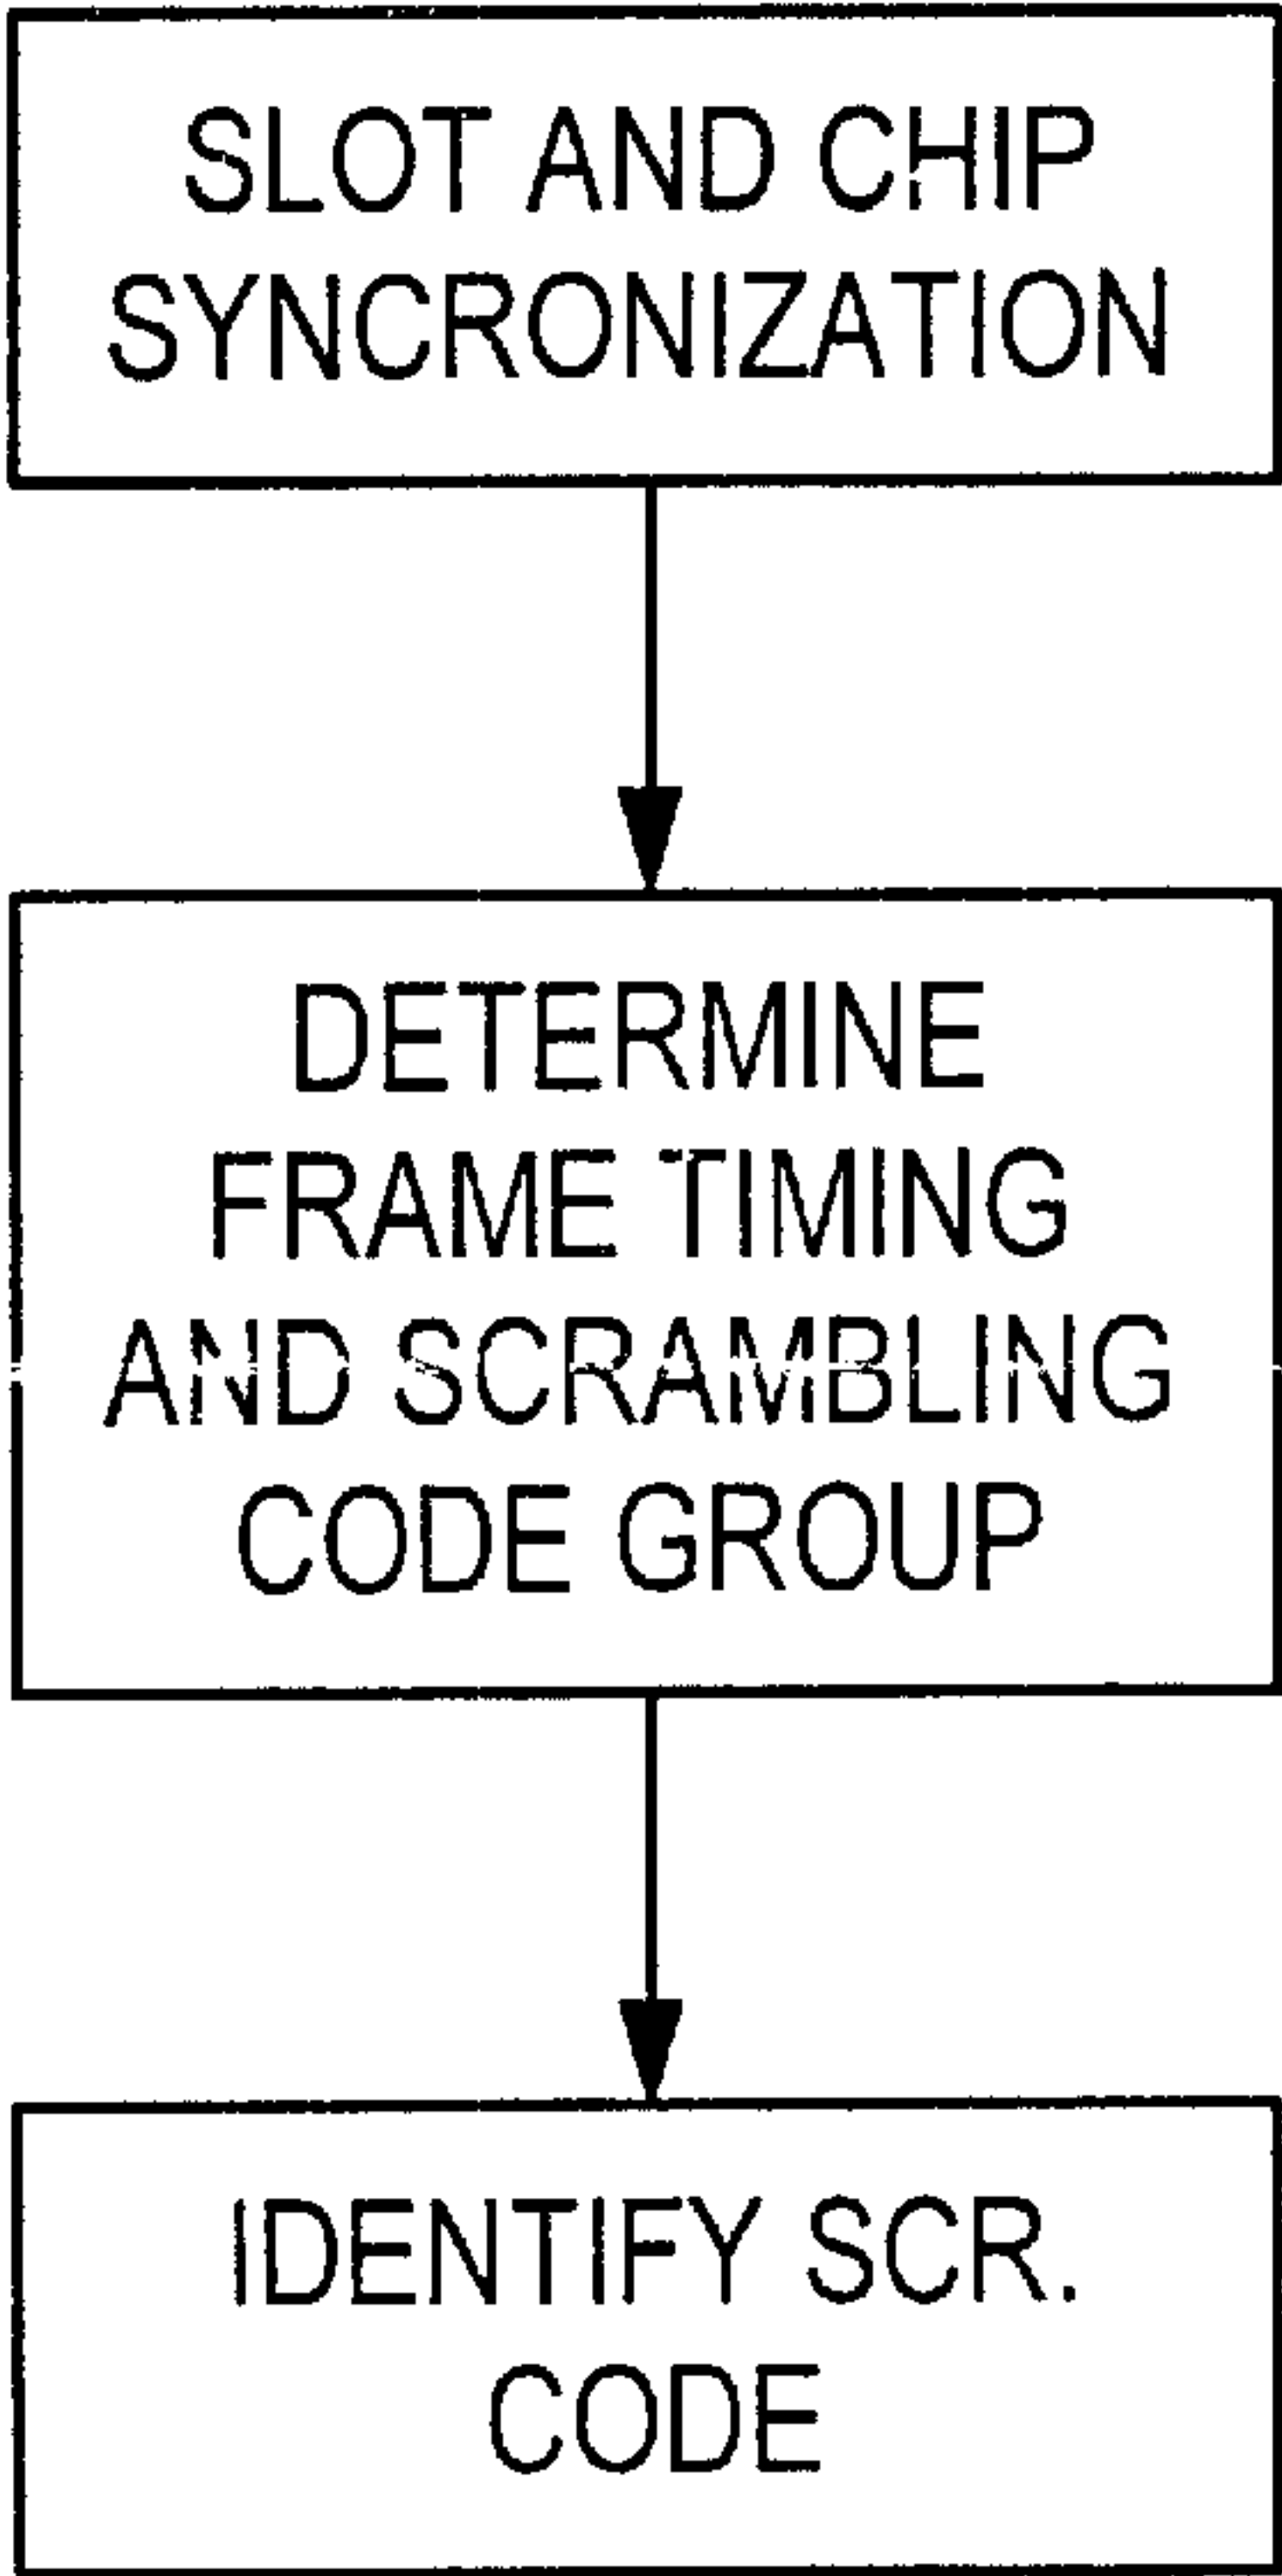 SLOT AND CHIP
SYNCRONIZATION
DETERMINE
FRAME TIMING
AND SCRAMBLING
CODE GROUP
IDENTIFY SCR.
CODE